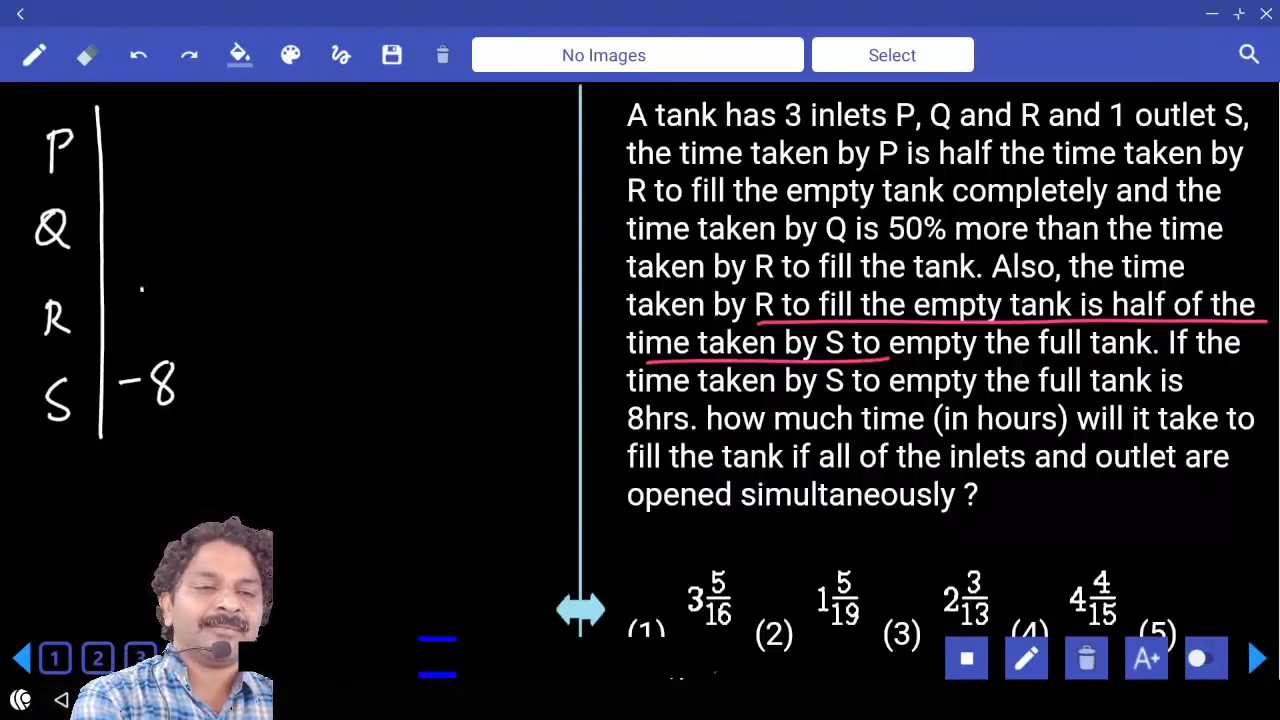 No Images
Select
P
Q
R
S -8
A tank has 3 inlets P, Q and R and 1 outlet S,
the time taken by P is half the time taken by
R to fill the empty tank completely and the
time taken by Q is 50% more than the time
taken by R to fill the tank. Also, the time
taken by R to fill the empty tank is half of the
time taken by S to empty the full tank. If the
time taken by S to empty the full tank is
8hrs. how much time (in hours) will it take to
fill the tank if all of the inlets and outlet are
opened simultaneously ?
(1) 3 5/16 (2) 1 5/19 (3) 2 3/13 (4) 4 4/15 (5)
1 2 3
A+